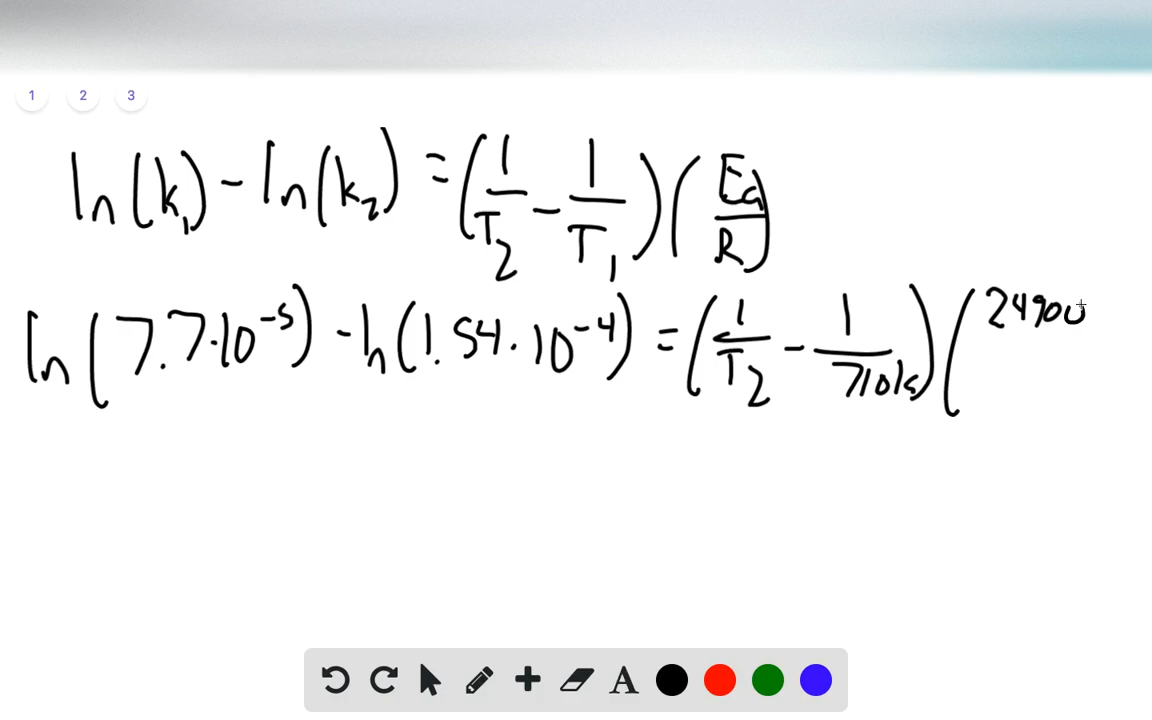 1 2 3
ln(k₁) - ln(k₂) = (1/T₂ - 1/T₁)(Ea/R)
ln(7.7·10⁻⁵) - ln(1.54·10⁻⁴) = (1/T₂ - 1/710k)(24900
A